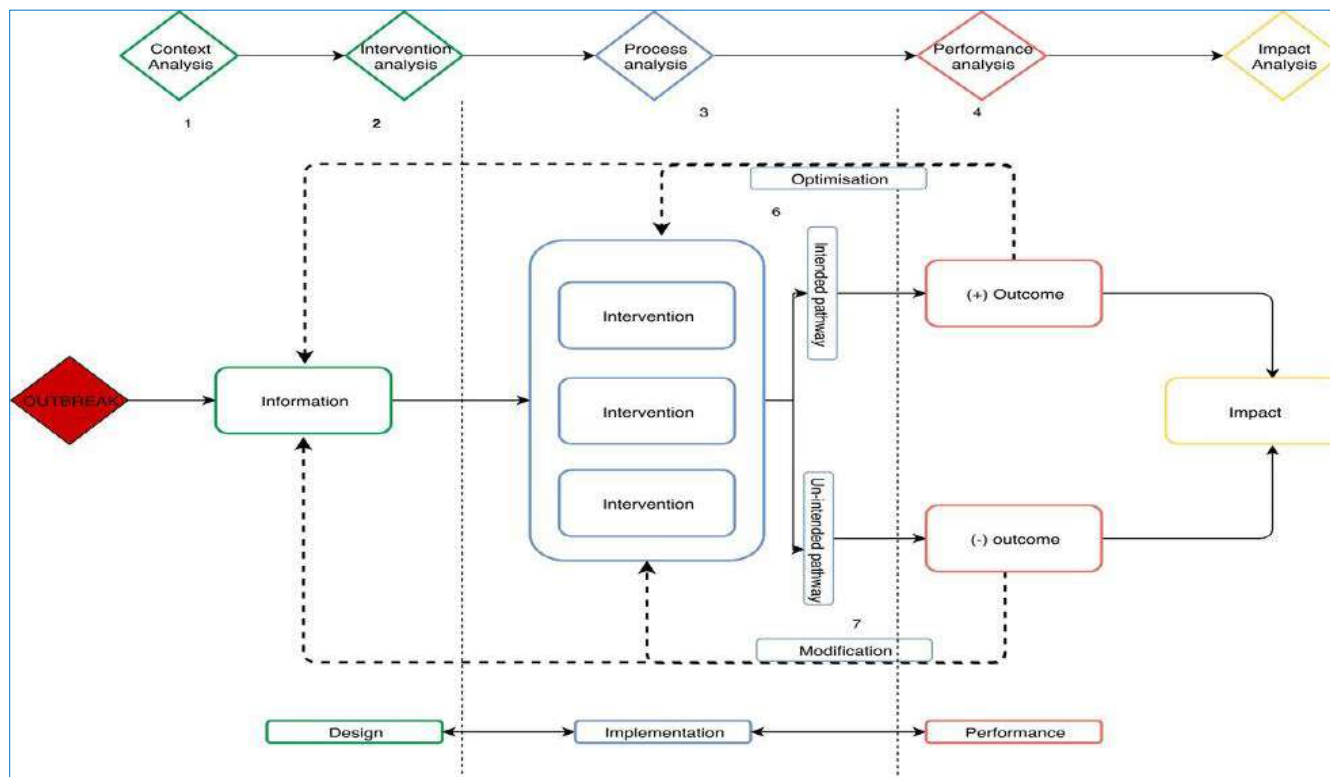 Context
Analysis
Intervention
analysis
Process
analysis
Performance
analysis
Impact
Analysis
1
2
3
4
Optimisation
6
Intended pathway
Intervention
(+) Outcome
OUTBREAK
Information
Intervention
Impact
Un-intended pathway
Intervention
(-) outcome
7
Modification
Design
Implementation
Performance